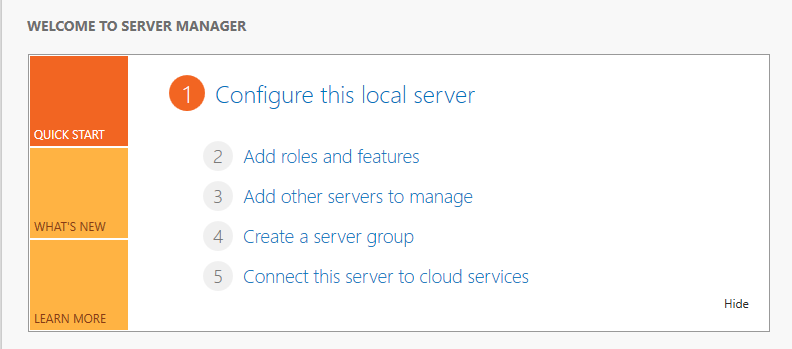 WELCOME TO SERVER MANAGER
QUICK START
WHAT'S NEW
LEARN MORE
1 Configure this local server
2 Add roles and features
3 Add other servers to manage
4 Create a server group
5 Connect this server to cloud services
Hide